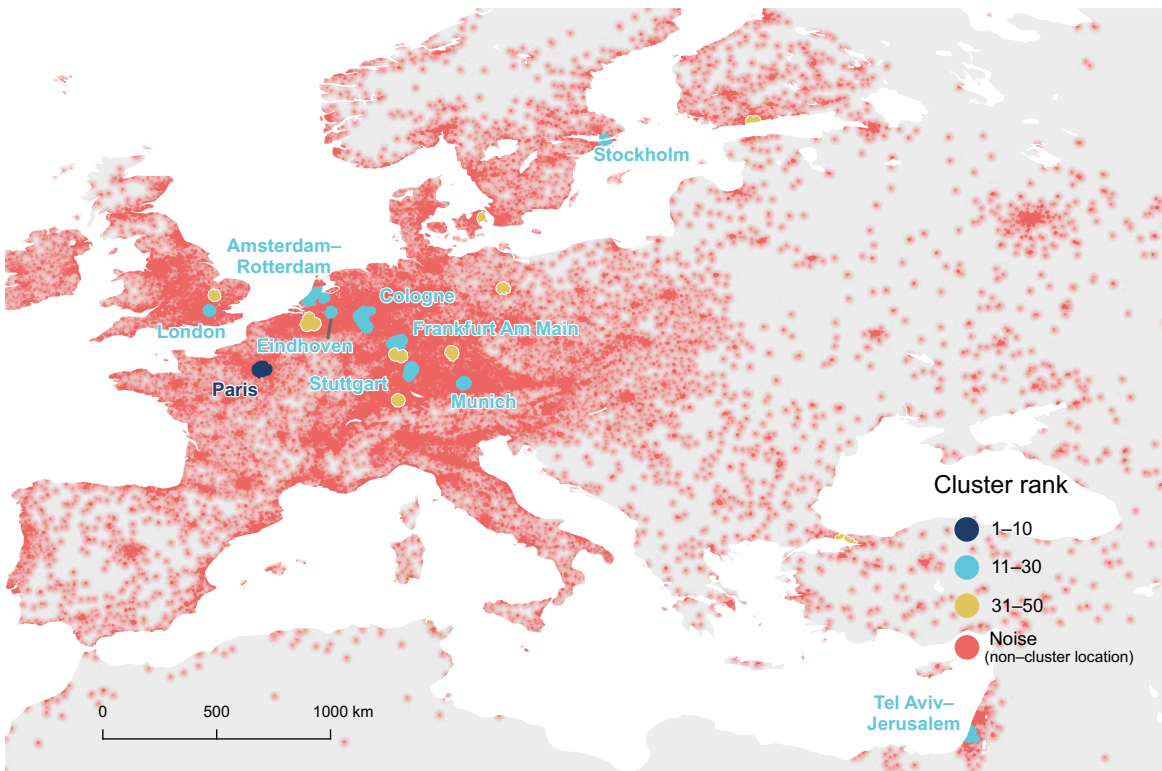 Stockholm
Amsterdam–
Rotterdam
Cologne
London
Eindhoven
Frankfurt Am Main
Paris
Stuttgart
Munich
Cluster rank
1–10
11–30
31–50
Noise
(non–cluster location)
Tel Aviv–
Jerusalem
0 500 1000 km